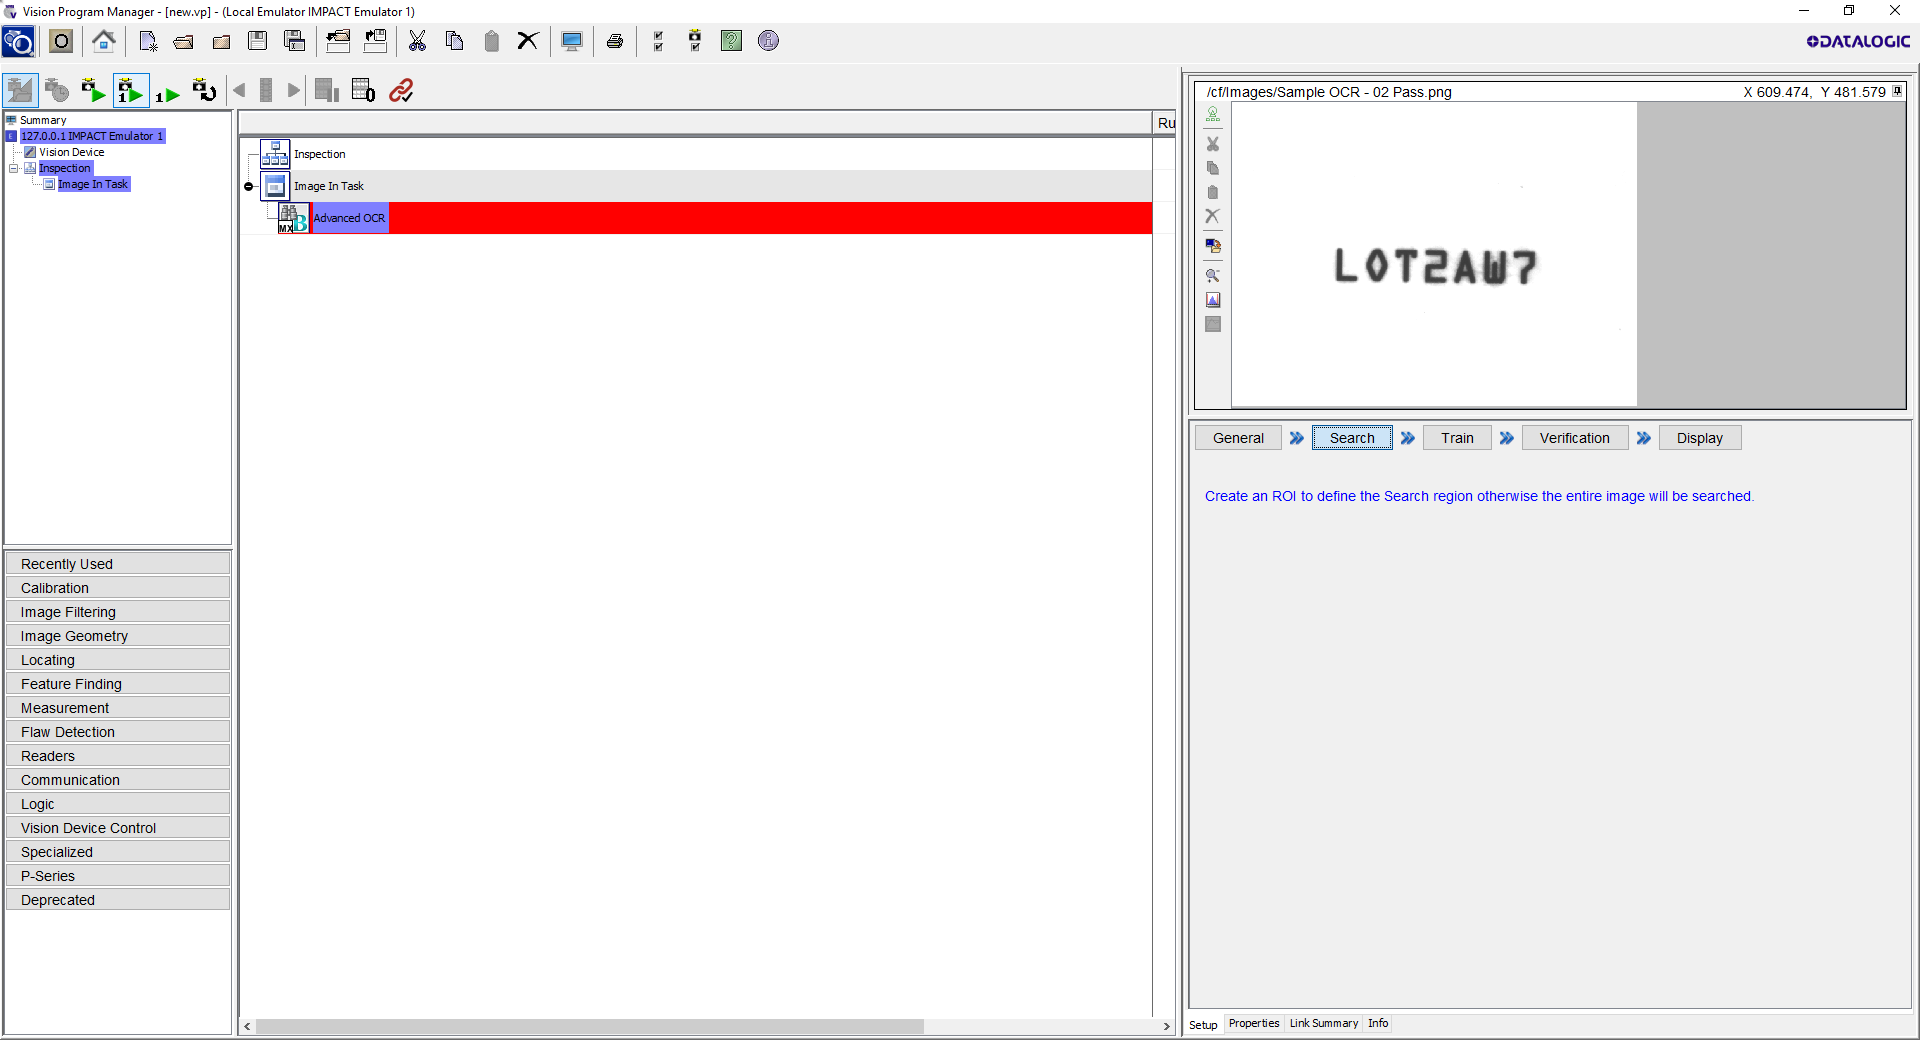 Vision Program Manager - [new.vp] - (Local Emulator IMPACT Emulator 1)
O
DATALOGIC
1
1
0
Summary
127.0.0.1 IMPACT Emulator 1
Vision Device
Inspection
Image In Task
Ru
Inspection
Image In Task
MX B
Advanced OCR
/cf/Images/Sample OCR - 02 Pass.png
X 609.474, Y 481.579
LOT2AW7
General
Search
Train
Verification
Display
Create an ROI to define the Search region otherwise the entire image will be searched.
Recently Used
Calibration
Image Filtering
Image Geometry
Locating
Feature Finding
Measurement
Flaw Detection
Readers
Communication
Logic
Vision Device Control
Specialized
P-Series
Deprecated
Setup
Properties
Link Summary
Info